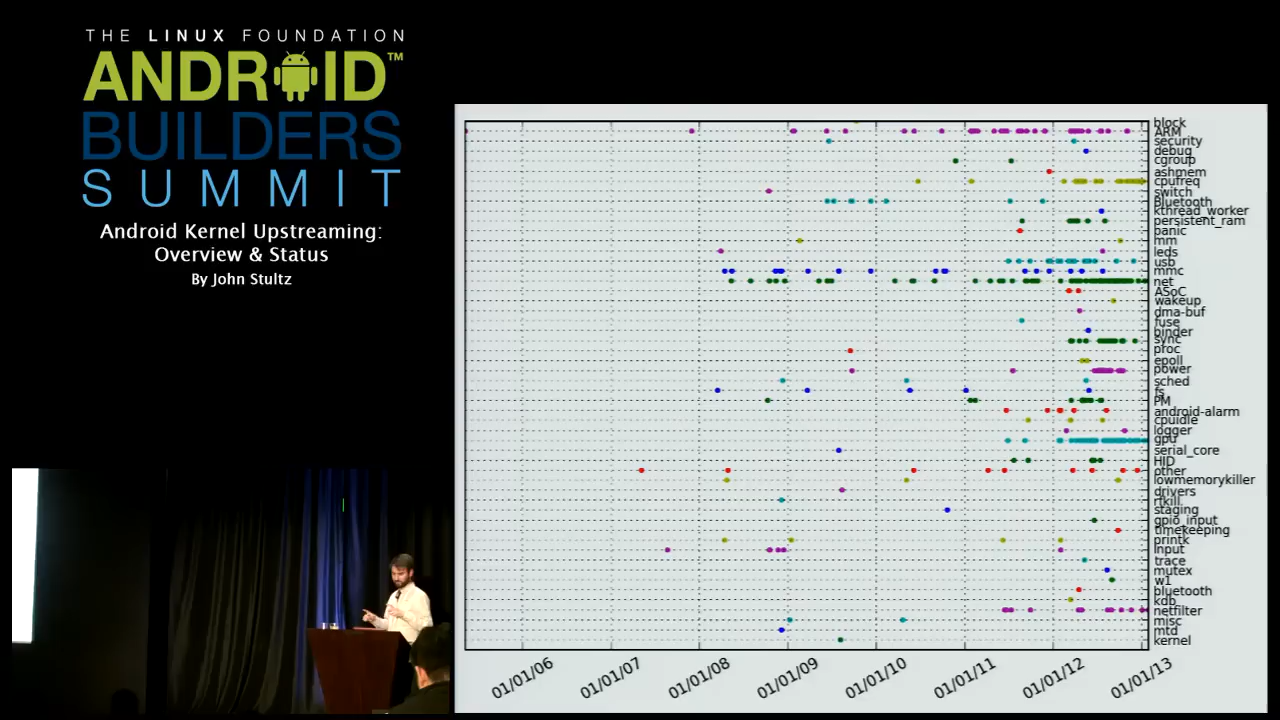 THE LINUX FOUNDATION
ANDROID™
BUILDERS
SUMMIT
Android Kernel Upstreaming:
Overview & Status
By John Stultz
block
ARM
security
debug
cgroup
ashmem
cpufreq
switch
Bluetooth
kthread_worker
persistent_ram
panic
mm
leds
usb
mmc
net
ASoC
wakeup
dma-buf
fuse
binder
sync
proc
epoll
power
sched
fs
PM
android-alarm
cpuidle
logger
gpu
serial_core
HID
other
lowmemorykiller
drivers
rfkill
staging
gpio_input
timekeeping
printk
Input
trace
mutex
w1
bluetooth
kdb
netfilter
misc
mtd
kernel
01/01/06
01/01/07
01/01/08
01/01/09
01/01/10
01/01/11
01/01/12
01/01/13